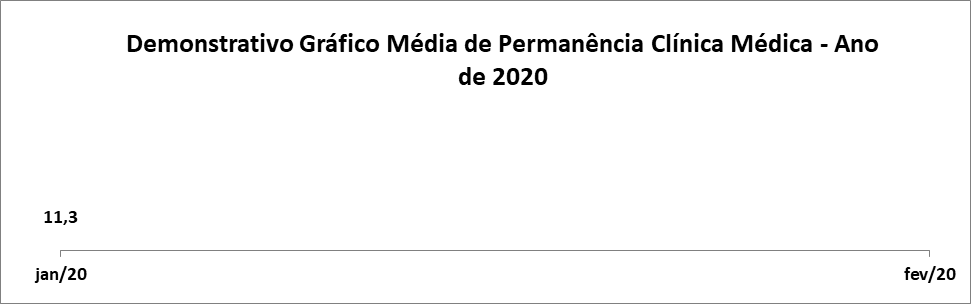 Demonstrativo Gráfico Média de Permanência Clínica Médica - Ano
de 2020
11,3
jan/20
fev/20